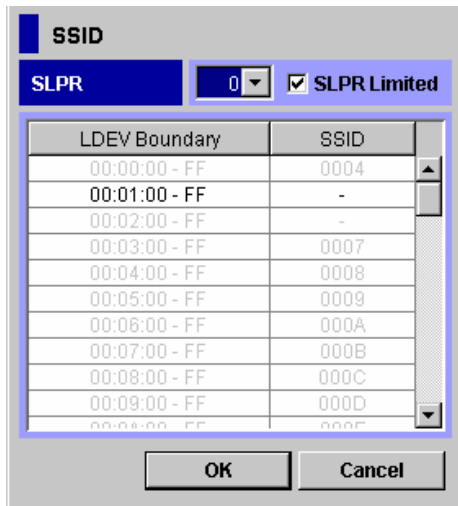 SSID
SLPR 0 SLPR Limited
LDEV Boundary SSID
00:00:00 - FF 0004
00:01:00 - FF -
00:02:00 - FF -
00:03:00 - FF 0007
00:04:00 - FF 0008
00:05:00 - FF 0009
00:06:00 - FF 000A
00:07:00 - FF 000B
00:08:00 - FF 000C
00:09:00 - FF 000D
OK Cancel